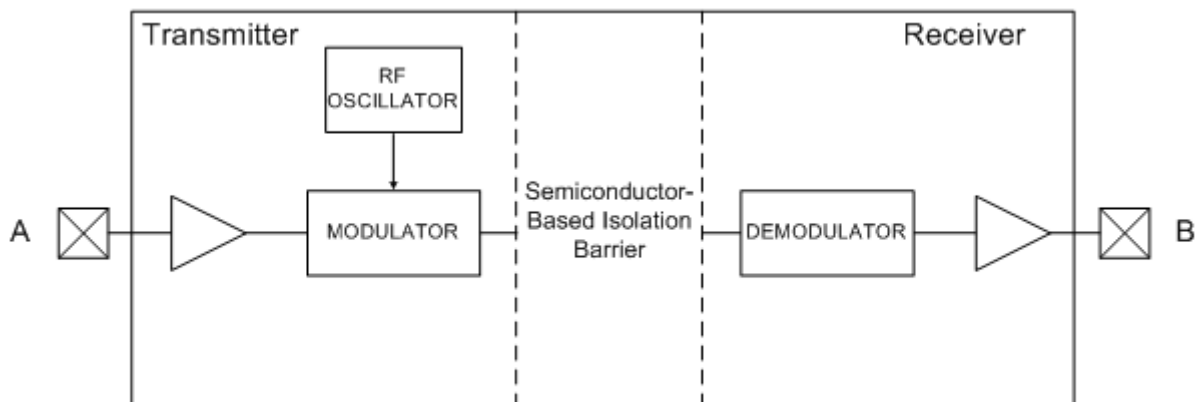 Transmitter
Receiver
RF
OSCILLATOR
A
MODULATOR
Semiconductor-
Based Isolation
Barrier
DEMODULATOR
B